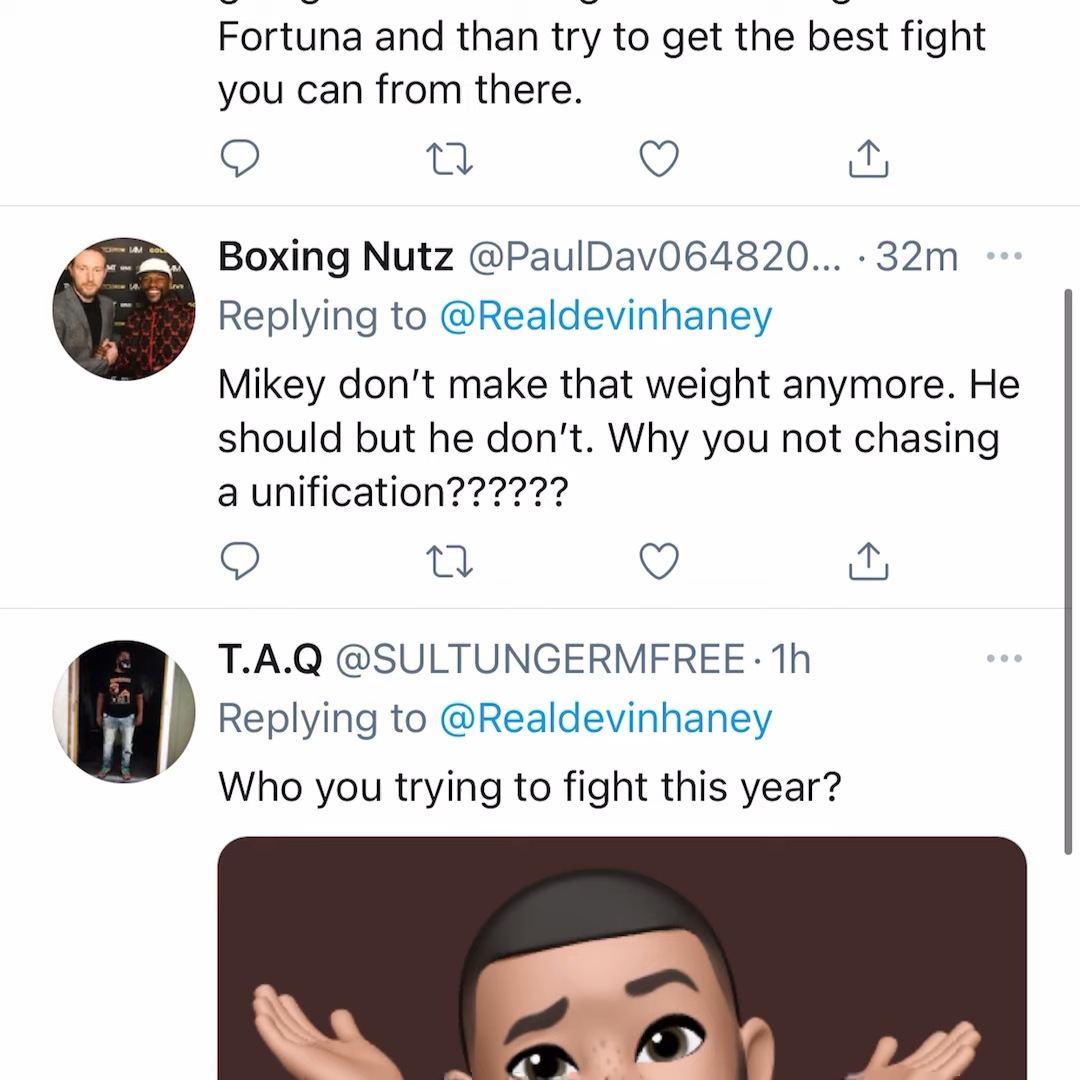 Fortuna and than try to get the best fight
you can from there.
Boxing Nutz @PaulDav064820... · 32m
Replying to @Realdevinhaney
Mikey don’t make that weight anymore. He
should but he don’t. Why you not chasing
a unification??????
T.A.Q @SULTUNGERMFREE · 1h
Replying to @Realdevinhaney
Who you trying to fight this year?